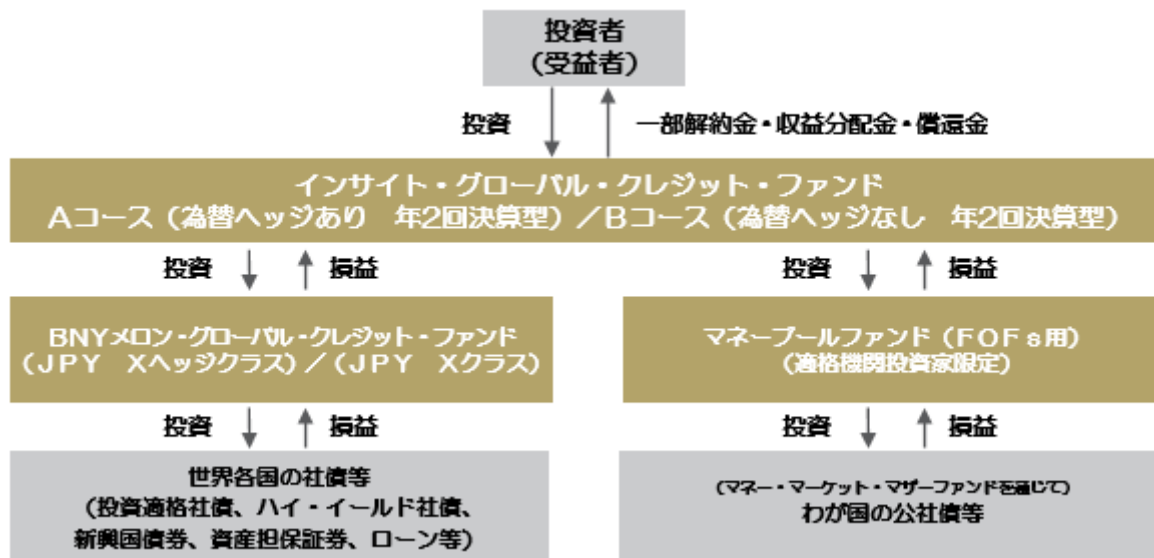 投資者
(受益者)
投資
一部解約金・収益分配金・償還金
インサイト・グローバル・クレジット・ファンド
Aコース（為替ヘッジあり　年2回決算型）／Bコース（為替ヘッジなし　年2回決算型）
投資
損益
投資
損益
BNYメロン・グローバル・クレジット・ファンド
（JPY　Xヘッジクラス）／（JPY　Xクラス）
マネープールファンド（FOFs用）
(適格機関投資家限定)
投資
損益
投資
損益
世界各国の社債等
(投資適格社債、ハイ・イールド社債、
新興国債券、資産担保証券、ローン等)
(マネー・マーケット・マザーファンドを通じて)
わが国の公社債等